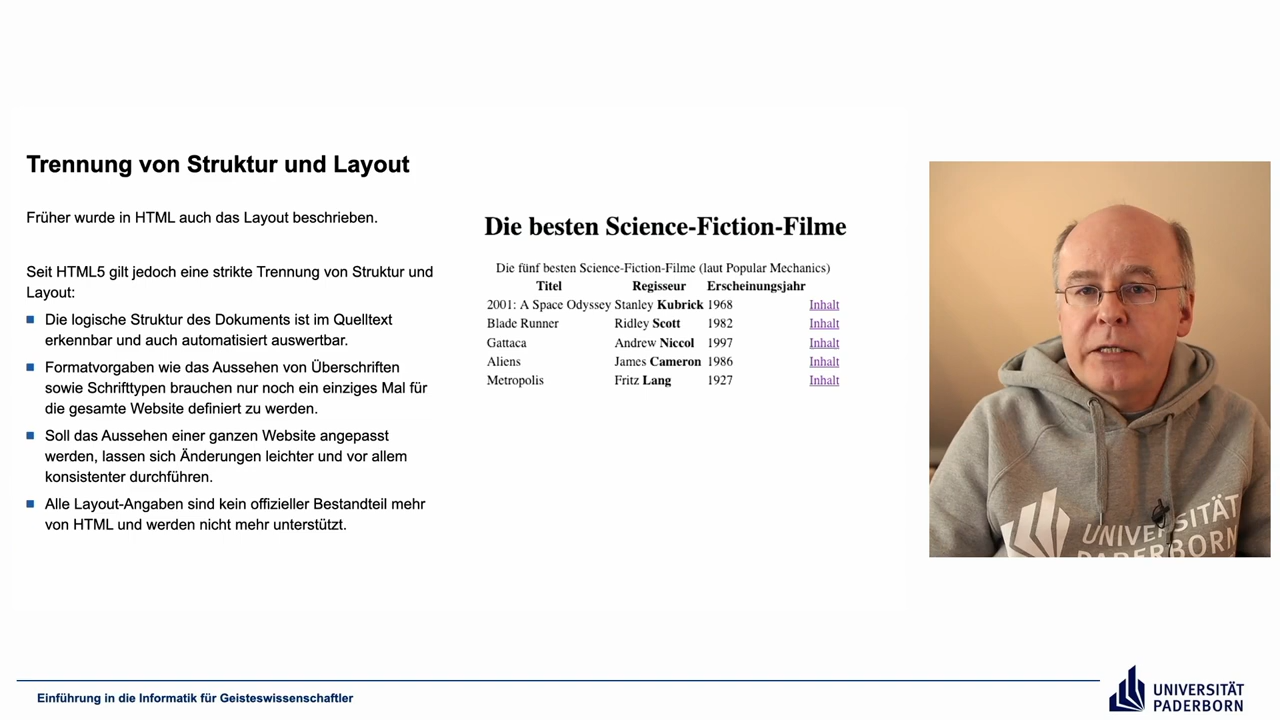 Trennung von Struktur und Layout
Früher wurde in HTML auch das Layout beschrieben.
Seit HTML5 gilt jedoch eine strikte Trennung von Struktur und
Layout:
Die logische Struktur des Dokuments ist im Quelltext
erkennbar und auch automatisiert auswertbar.
Formatvorgaben wie das Aussehen von Überschriften
sowie Schrifttypen brauchen nur noch ein einziges Mal für
die gesamte Website definiert zu werden.
Soll das Aussehen einer ganzen Website angepasst
werden, lassen sich Änderungen leichter und vor allem
konsistenter durchführen.
Alle Layout-Angaben sind kein offizieller Bestandteil mehr
von HTML und werden nicht mehr unterstützt.
Die besten Science-Fiction-Filme
Die fünf besten Science-Fiction-Filme (laut Popular Mechanics)
Titel Regisseur Erscheinungsjahr
2001: A Space Odyssey Stanley Kubrick 1968 Inhalt
Blade Runner Ridley Scott 1982 Inhalt
Gattaca Andrew Niccol 1997 Inhalt
Aliens James Cameron 1986 Inhalt
Metropolis Fritz Lang 1927 Inhalt
UNIVERSITÄT
PADERBORN
Einführung in die Informatik für Geisteswissenschaftler
UNIVERSITÄT
PADERBORN